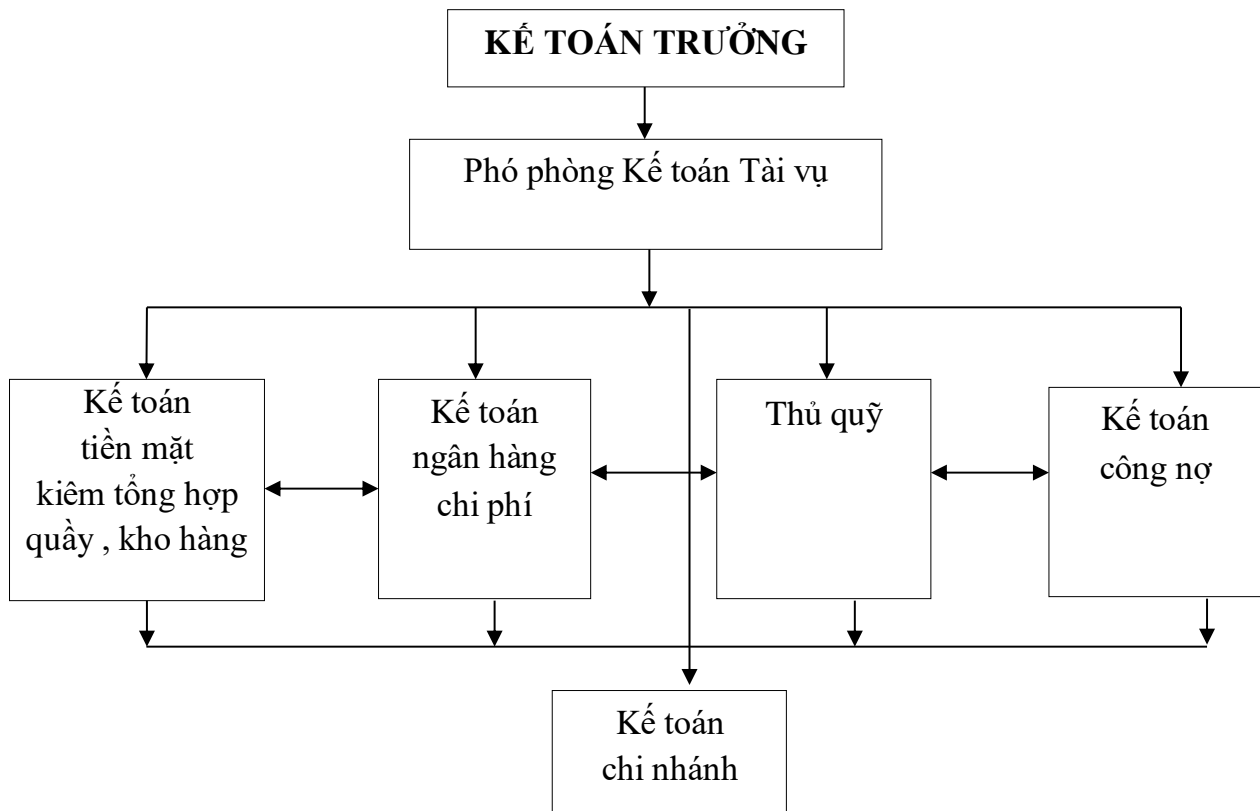 KẾ TOÁN TRƯỞNG
Phó phòng Kế toán Tài vụ
Kế toán
tiền mặt
kiêm tổng hợp
quầy , kho hàng
Kế toán
ngân hàng
chi phí
Thủ quỹ
Kế toán
công nợ
Kế toán
chi nhánh